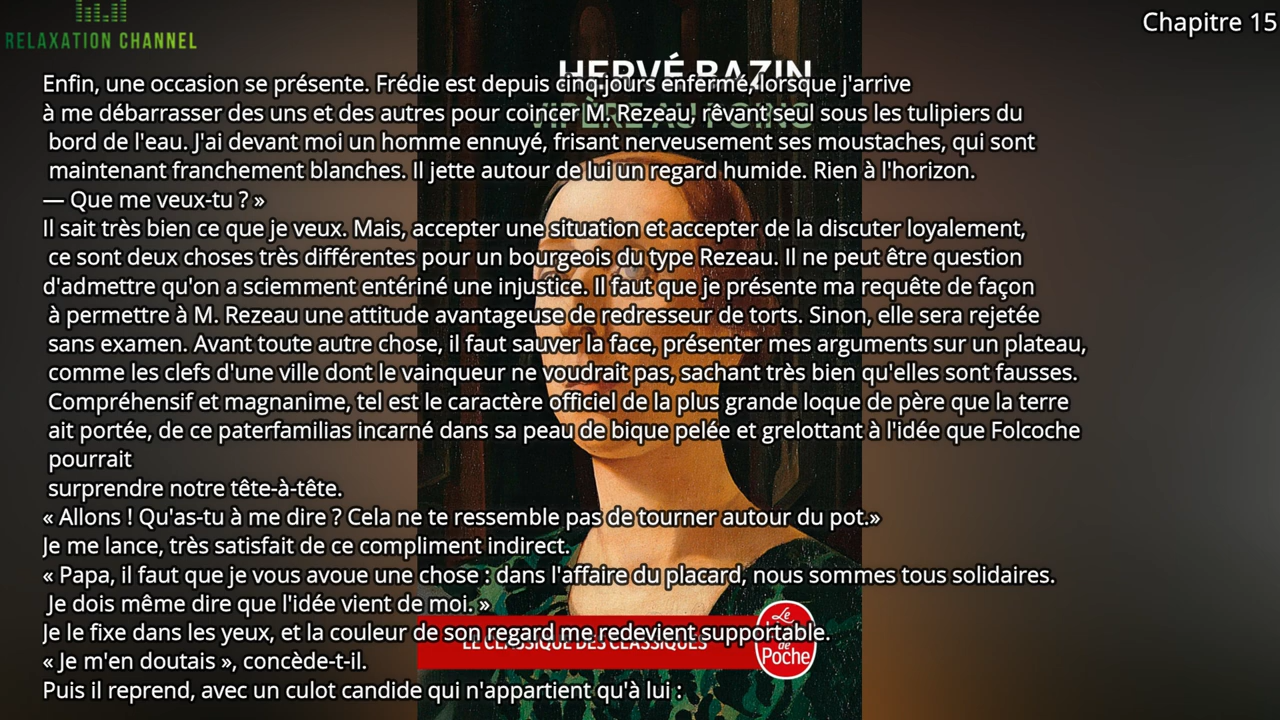 RELAXATION CHANNEL
Chapitre 15
HERVÉ BAZIN
VIPÈRE AU POING
Enfin, une occasion se présente. Frédie est depuis cinq jours enfermé, lorsque j'arrive
à me débarrasser des uns et des autres pour coincer M. Rezeau, rêvant seul sous les tulipiers du
bord de l'eau. J'ai devant moi un homme ennuyé, frisant nerveusement ses moustaches, qui sont
maintenant franchement blanches. Il jette autour de lui un regard humide. Rien à l'horizon.
— Que me veux-tu ? »
Il sait très bien ce que je veux. Mais, accepter une situation et accepter de la discuter loyalement,
ce sont deux choses très différentes pour un bourgeois du type Rezeau. Il ne peut être question
d'admettre qu'on a sciemment entériné une injustice. Il faut que je présente ma requête de façon
à permettre à M. Rezeau une attitude avantageuse de redresseur de torts. Sinon, elle sera rejetée
sans examen. Avant toute autre chose, il faut sauver la face, présenter mes arguments sur un plateau,
comme les clefs d'une ville dont le vainqueur ne voudrait pas, sachant très bien qu'elles sont fausses.
Compréhensif et magnanime, tel est le caractère officiel de la plus grande loque de père que la terre
ait portée, de ce paterfamilias incarné dans sa peau de bique pelée et grelottant à l'idée que Folcoche
pourrait
surprendre notre tête-à-tête.
« Allons ! Qu'as-tu à me dire ? Cela ne te ressemble pas de tourner autour du pot.»
Je me lance, très satisfait de ce compliment indirect.
« Papa, il faut que je vous avoue une chose : dans l'affaire du placard, nous sommes tous solidaires.
Je dois même dire que l'idée vient de moi. »
Je le fixe dans les yeux, et la couleur de son regard me redevient supportable.
LE CLASSIQUE DES CLASSIQUES
Le
de
Poche
« Je m'en doutais », concède-t-il.
Puis il reprend, avec un culot candide qui n'appartient qu'à lui :